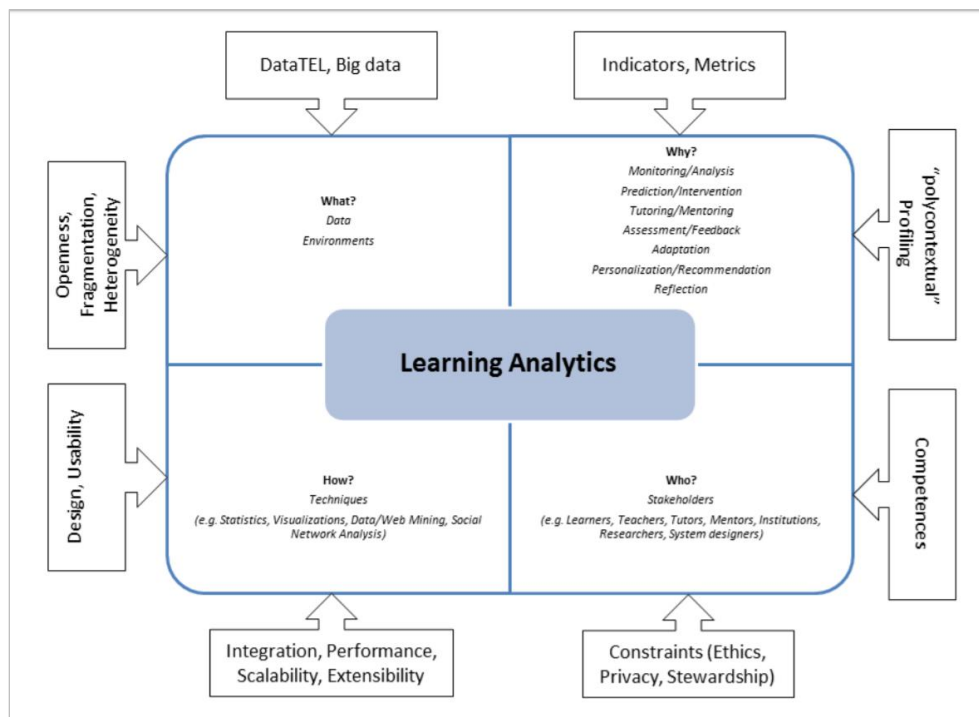 DataTEL, Big data
Indicators, Metrics
Openness,
Fragmentation,
Heterogeneity
What?
Data
Environments
Why?
Monitoring/Analysis
Prediction/Intervention
Tutoring/Mentoring
Assessment/Feedback
Adaptation
Personalization/Recommendation
Reflection
“polycontextual”
Profiling
Learning Analytics
Design, Usability
How?
Techniques
(e.g. Statistics, Visualizations, Data/Web Mining, Social
Network Analysis)
Who?
Stakeholders
(e.g. Learners, Teachers, Tutors, Mentors, Institutions,
Researchers, System designers)
Competences
Integration, Performance,
Scalability, Extensibility
Constraints (Ethics,
Privacy, Stewardship)